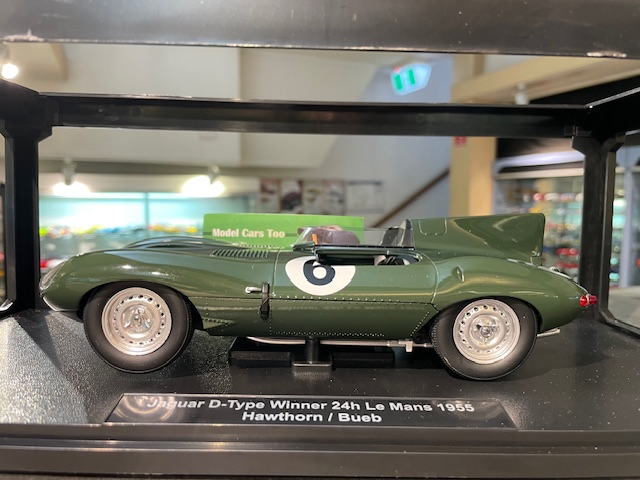 Model Cars Too
6
Jaguar D-Type Winner 24h Le Mans 1955
Hawthorn / Bueb